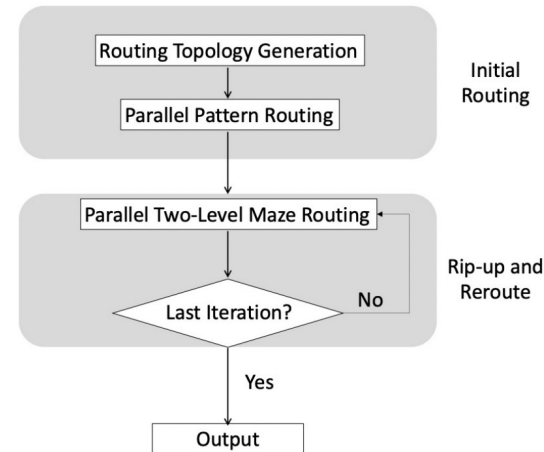 Routing Topology Generation
Initial
Routing
Parallel Pattern Routing
Parallel Two-Level Maze Routing
Rip-up and
Reroute
Last Iteration?
No
Yes
Output